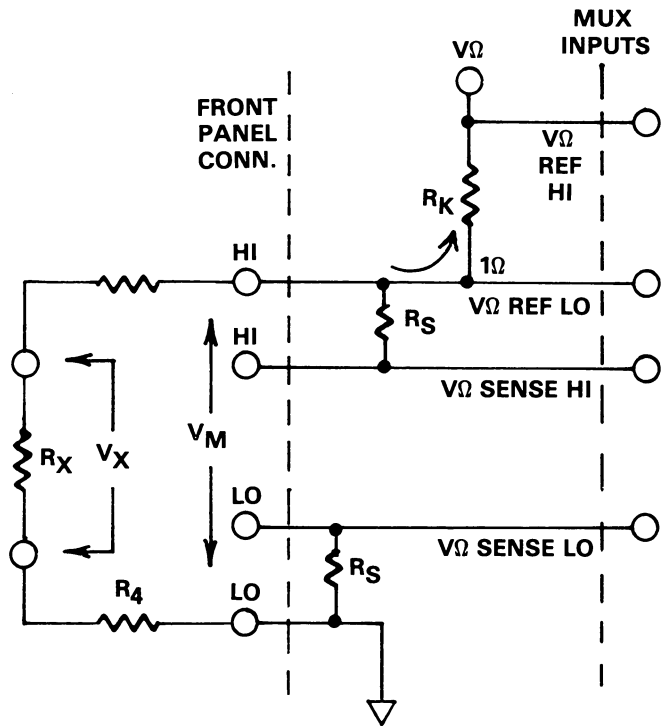 MUX
INPUTS
VΩ
FRONT
PANEL
CONN.
VΩ
REF
HI
RK
HI
1Ω
VΩ REF LO
RS
HI
VΩ SENSE HI
RX
VX
VM
LO
VΩ SENSE LO
RS
R4
LO